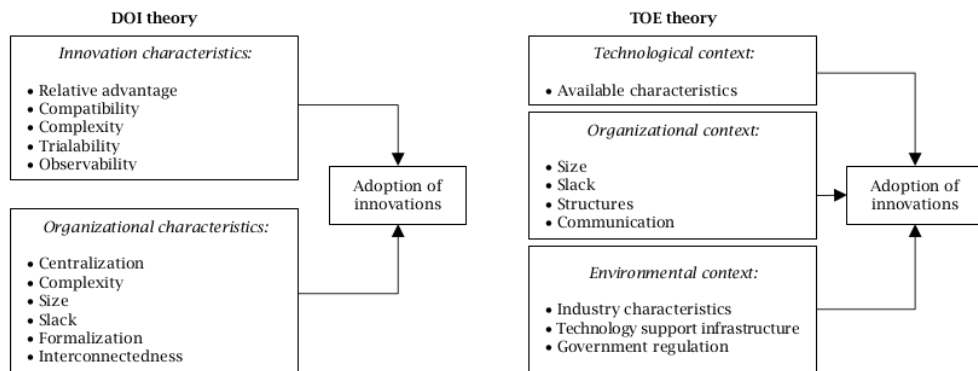 DOI theory
Innovation characteristics:
• Relative advantage
• Compatibility
• Complexity
• Trialability
• Observability
Adoption of
innovations
Organizational characteristics:
• Centralization
• Complexity
• Size
• Slack
• Formalization
• Interconnectedness
TOE theory
Technological context:
• Available characteristics
Organizational context:
• Size
• Slack
• Structures
• Communication
Adoption of
innovations
Environmental context:
• Industry characteristics
• Technology support infrastructure
• Government regulation